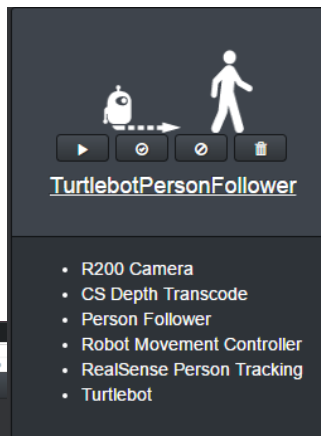 TurtlebotPersonFollower
R200 Camera
CS Depth Transcode
Person Follower
Robot Movement Controller
RealSense Person Tracking
Turtlebot